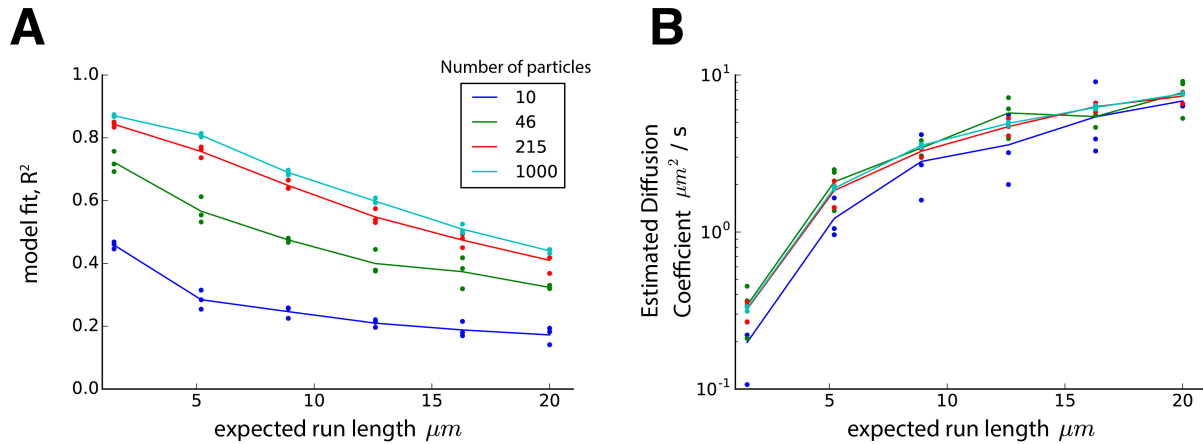 A
B
Number of particles
10
46
215
1000
model fit, R²
1.0
0.8
0.6
0.4
0.2
0.0
5
10
15
20
expected run length μm
Estimated Diffusion
Coefficient μm² / s
10¹
10⁰
10⁻¹
5
10
15
20
expected run length μm